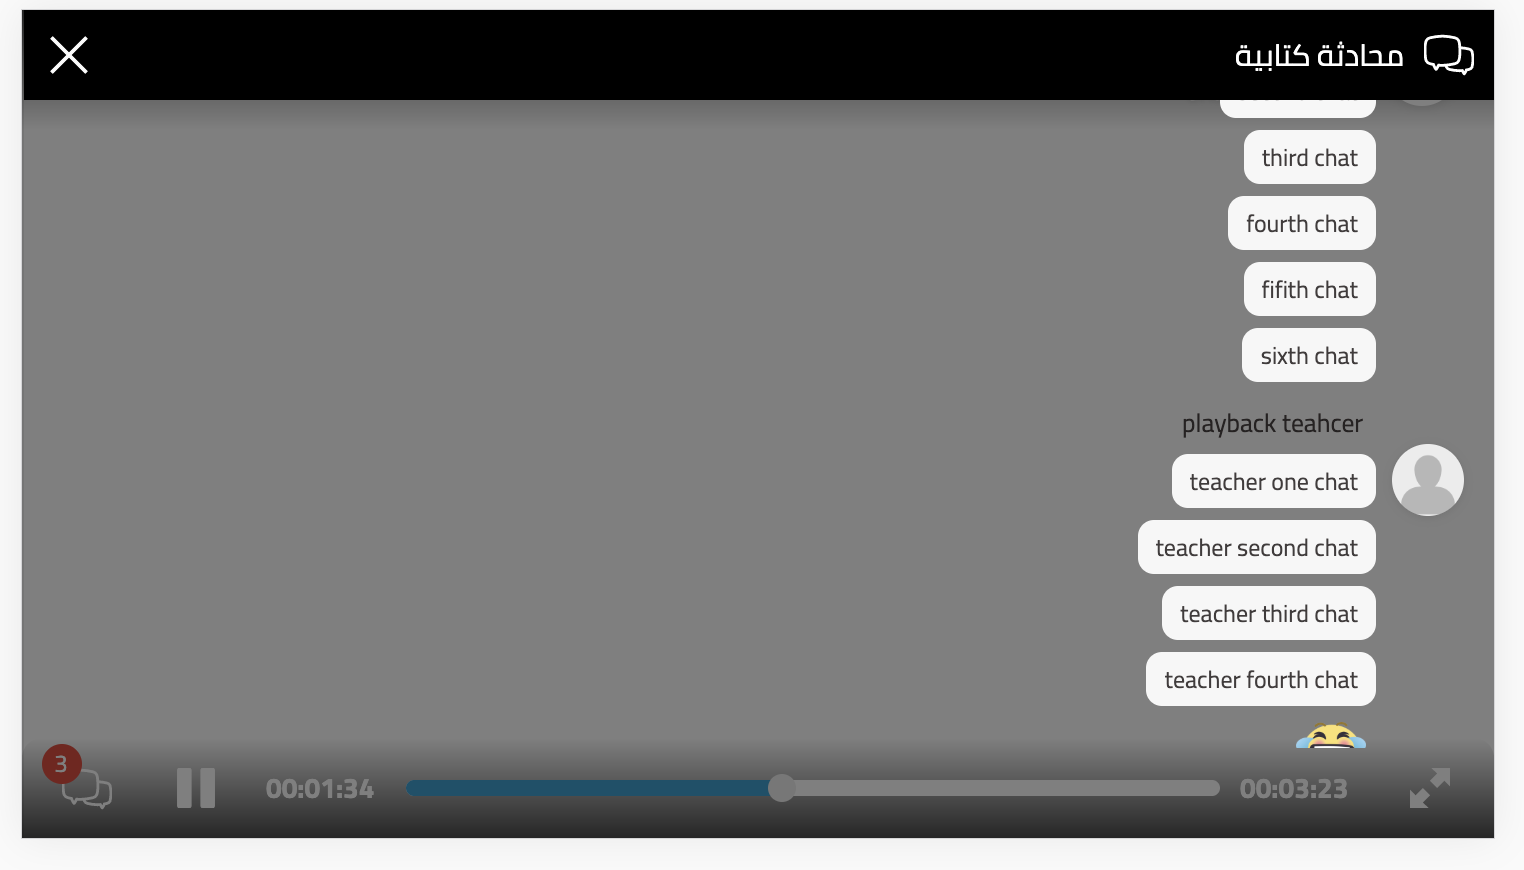 محادثة كتابية
third chat
fourth chat
fifith chat
sixth chat
playback teahcer
teacher one chat
teacher second chat
teacher third chat
teacher fourth chat
3
00:01:34
00:03:23